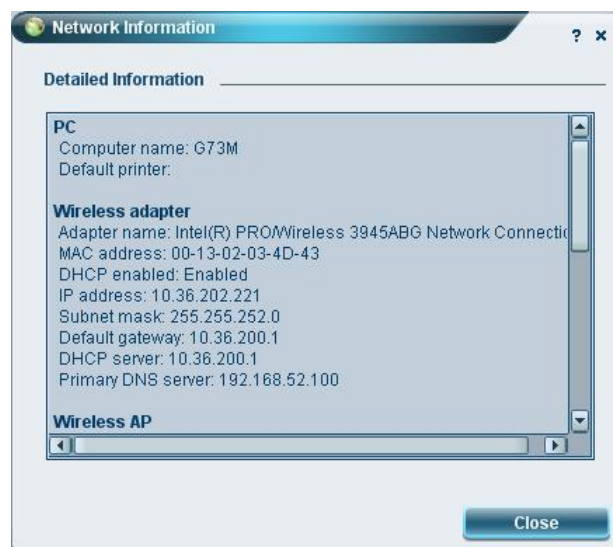 Network Information
? ×
Detailed Information
PC
Computer name: G73M
Default printer:
Wireless adapter
Adapter name: Intel(R) PRO/Wireless 3945ABG Network Connectic
MAC address: 00-13-02-03-4D-43
DHCP enabled: Enabled
IP address: 10.36.202.221
Subnet mask: 255.255.252.0
Default gateway: 10.36.200.1
DHCP server: 10.36.200.1
Primary DNS server: 192.168.52.100
Wireless AP
Close